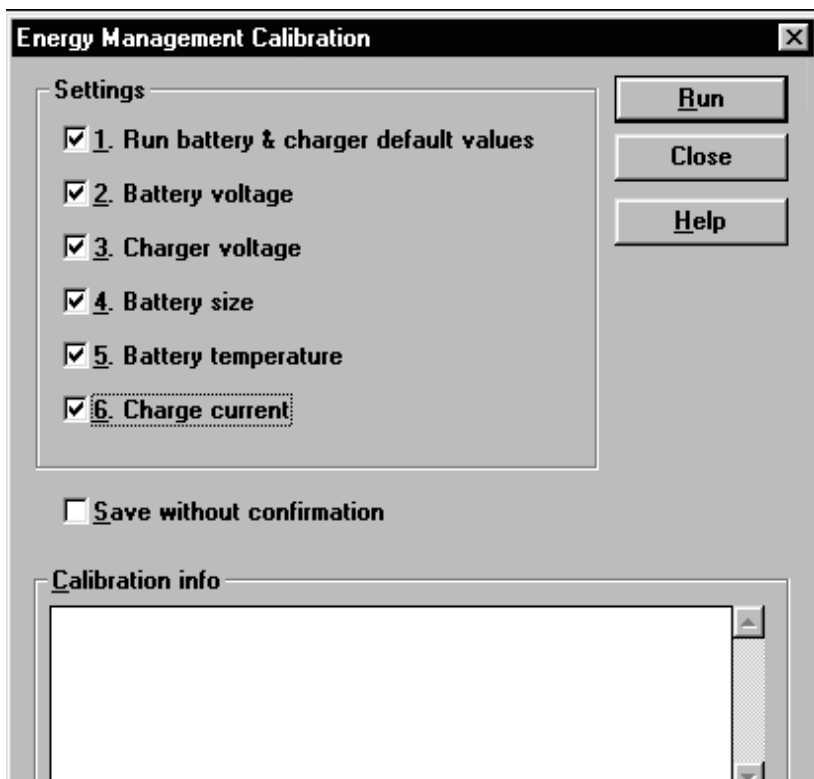 Energy Management Calibration
Settings
1. Run battery & charger default values
2. Battery voltage
3. Charger voltage
4. Battery size
5. Battery temperature
6. Charge current
Run
Close
Help
Save without confirmation
Calibration info